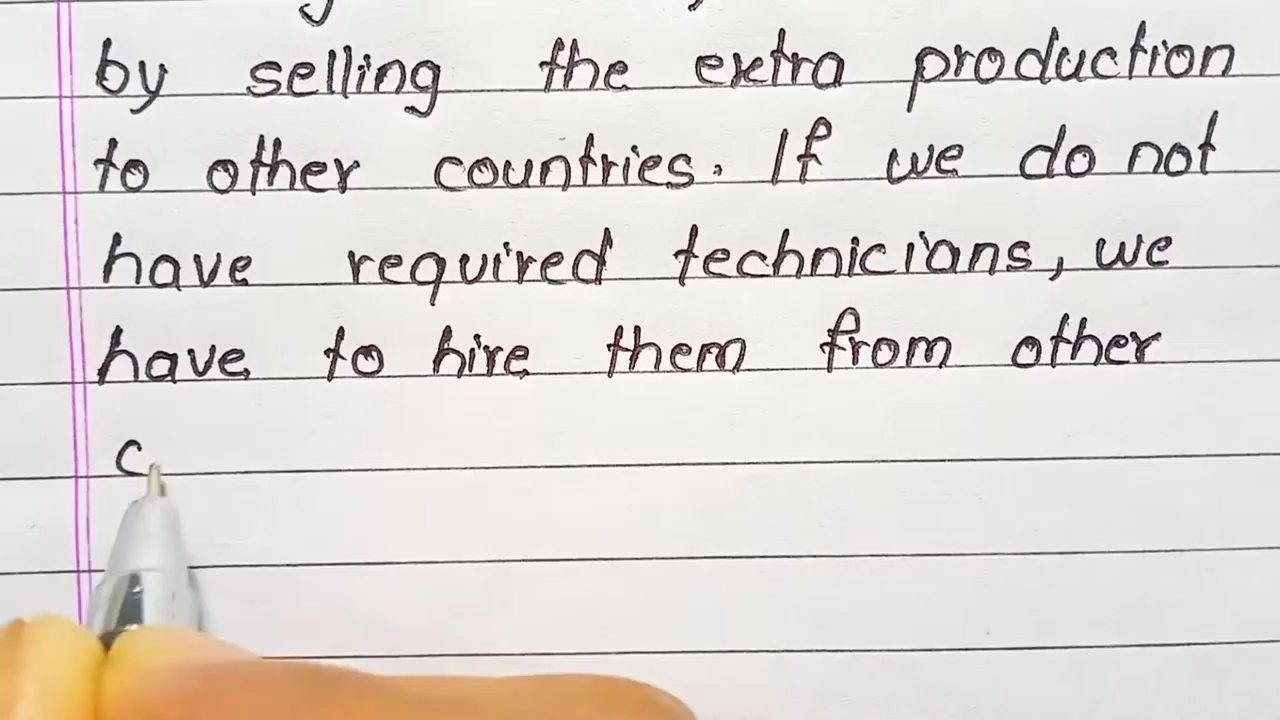 by selling the extra production
to other countries. If we do not
have required technicians, we
have to hire them from other
c